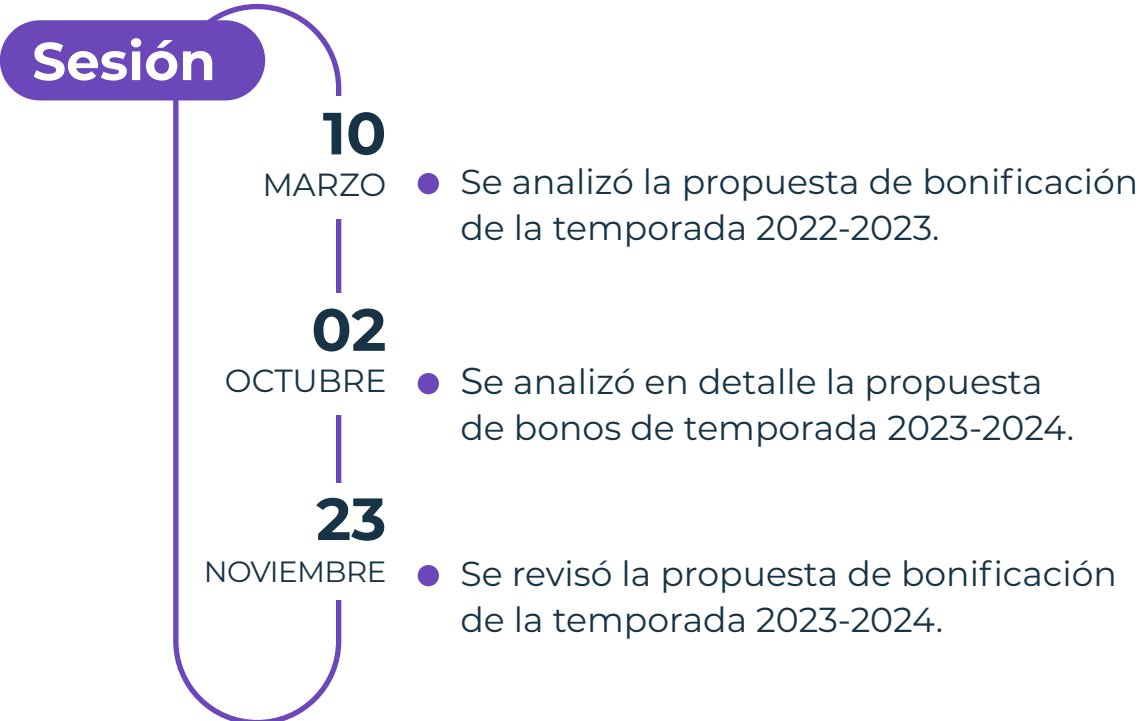 Sesión
10
MARZO
Se analizó la propuesta de bonificación
de la temporada 2022-2023.
02
OCTUBRE
Se analizó en detalle la propuesta
de bonos de temporada 2023-2024.
23
NOVIEMBRE
Se revisó la propuesta de bonificación
de la temporada 2023-2024.